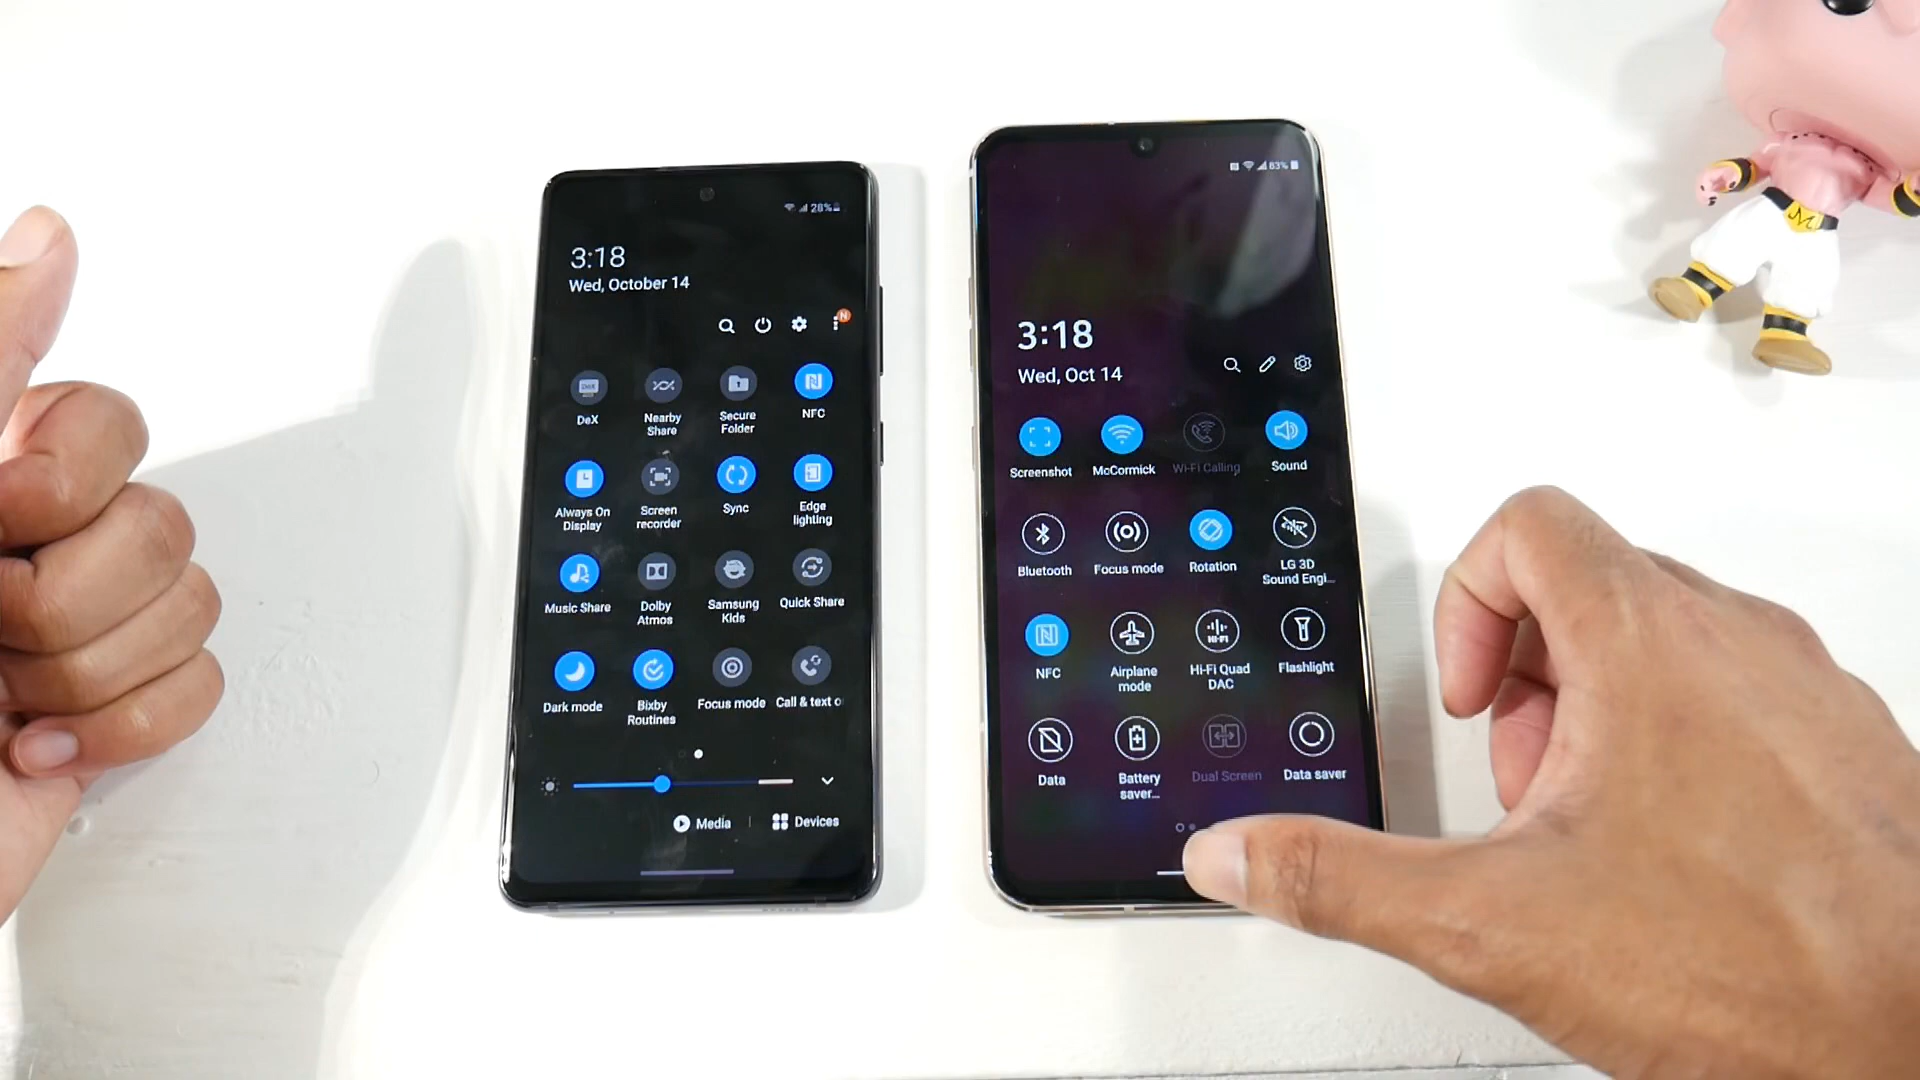 28%
3:18
Wed, October 14
N
DeX
DeX
Nearby
Share
Secure
Folder
NFC
Always On
Display
Screen
recorder
Sync
Edge
lighting
Music Share
Dolby
Atmos
Samsung
Kids
Quick Share
Dark mode
Bixby
Routines
Focus mode
Call & text o
Media
Devices
83%
3:18
Wed, Oct 14
Screenshot
McCormick
Wi-Fi Calling
Sound
Bluetooth
Focus mode
Rotation
LG 3D
Sound Engi...
NFC
Airplane
mode
HI-FI
Hi-Fi Quad
DAC
Flashlight
Data
Battery
saver...
Dual Screen
Data saver
M